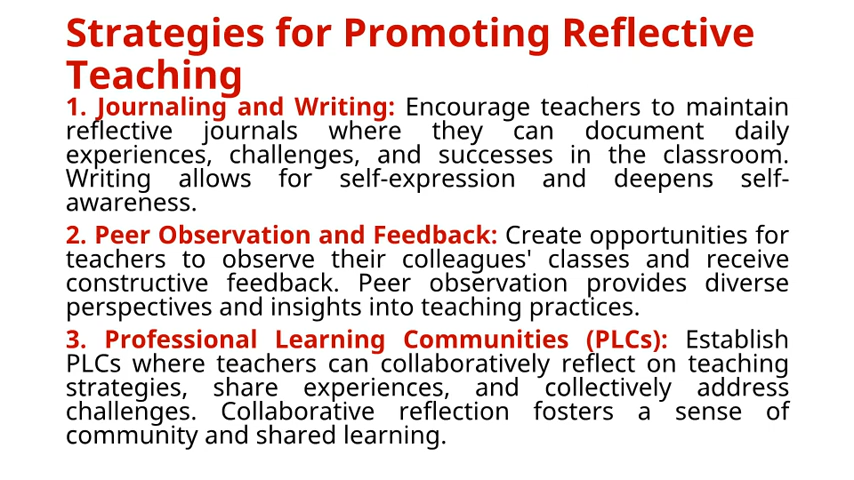 Strategies for Promoting Reflective
Teaching
1. Journaling and Writing: Encourage teachers to maintain
reflective journals where they can document daily
experiences, challenges, and successes in the classroom.
Writing allows for self-expression and deepens self-
awareness.
2. Peer Observation and Feedback: Create opportunities for
teachers to observe their colleagues' classes and receive
constructive feedback. Peer observation provides diverse
perspectives and insights into teaching practices.
3. Professional Learning Communities (PLCs): Establish
PLCs where teachers can collaboratively reflect on teaching
strategies, share experiences, and collectively address
challenges. Collaborative reflection fosters a sense of
community and shared learning.